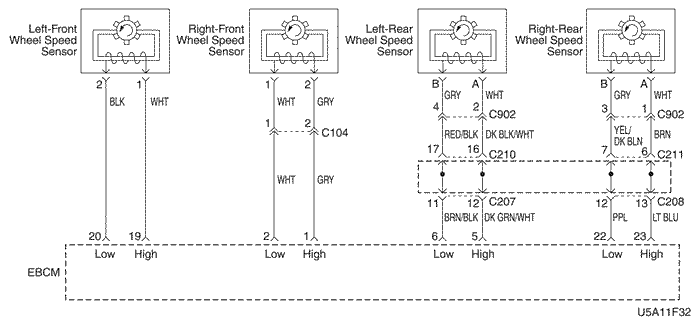 Left-Front
Wheel Speed
Sensor
Right-Front
Wheel Speed
Sensor
Left-Rear
Wheel Speed
Sensor
Right-Rear
Wheel Speed
Sensor
2 1 1 2 B A B A
BLK WHT WHT GRY GRY WHT GRY WHT
4 2 C902 3 1 C902
1 2 C104 RED/BLK DK BLK/WHT YEL/
DK BLN BRN
17 16 C210 7 6 C211
WHT GRY
11 12 C207 12 13 C208
BRN/BLK DK GRN/WHT PPL LT BLU
20 19 2 1 6 5 22 23
Low High Low High Low High Low High
EBCM
U5A11F32